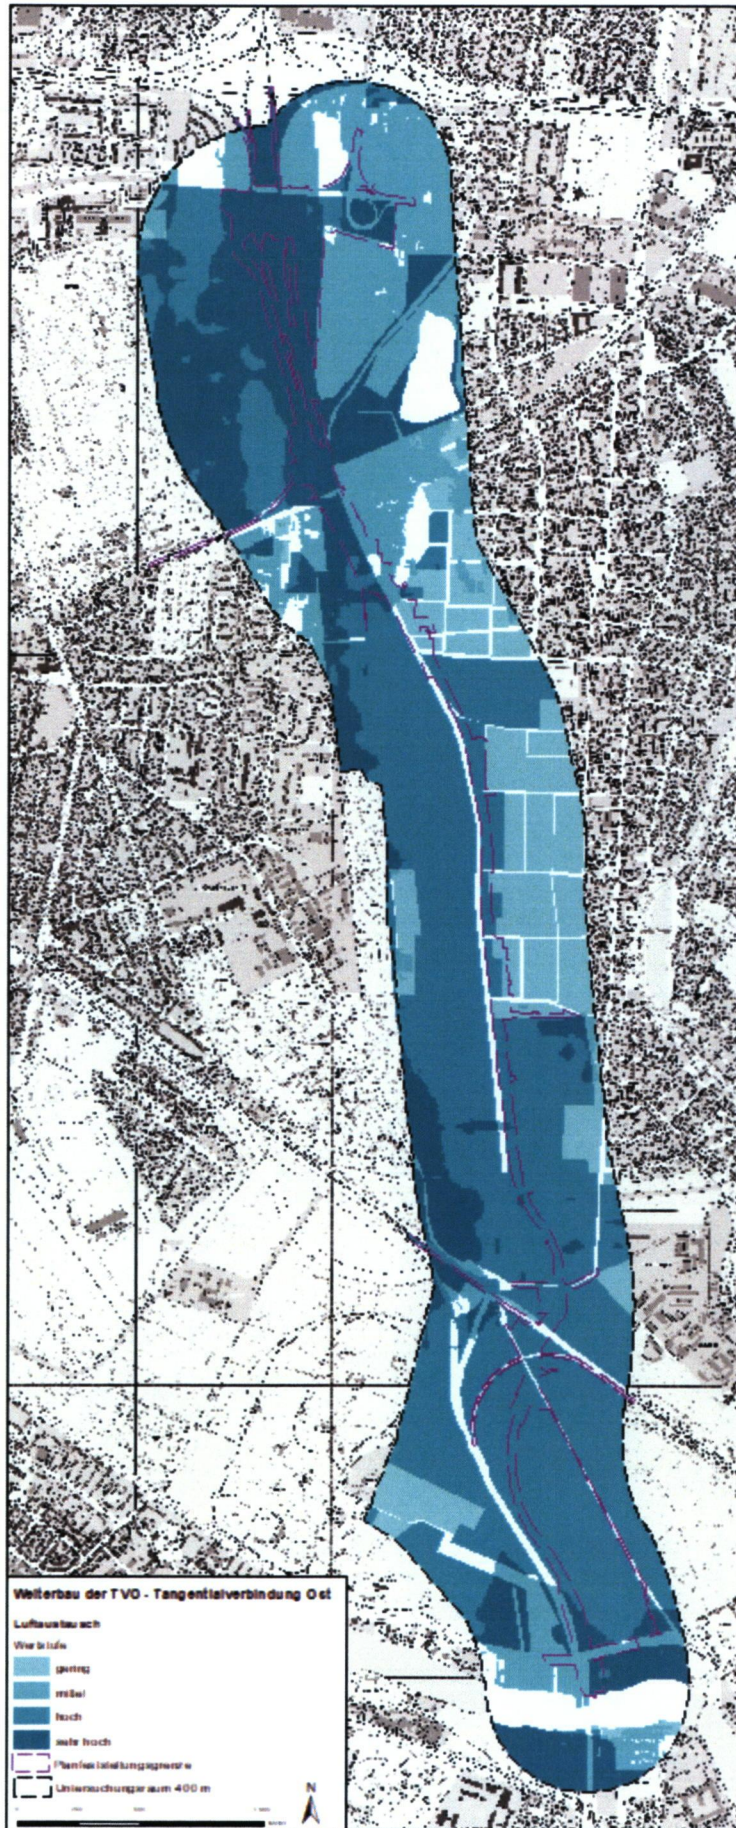 Weiterbau der TVO - Tangentialverbindung Ost
Luftaustausch
Wertstufe
gering
mittel
hoch
sehr hoch
Planfeststellungsgrenze
Untersuchungsraum 400 m
N